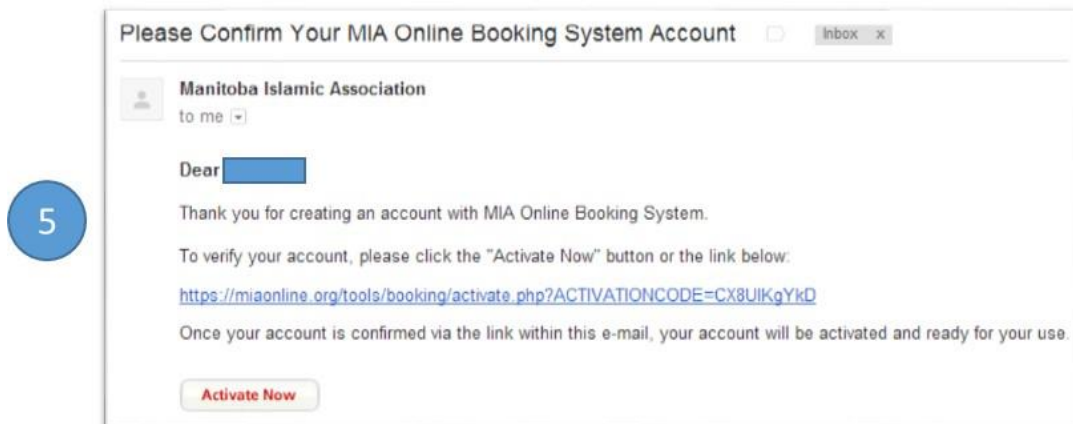 Please Confirm Your MIA Online Booking System Account
Inbox x
Manitoba Islamic Association
to me
Dear
5
Thank you for creating an account with MIA Online Booking System.
To verify your account, please click the "Activate Now" button or the link below:
https://miaonline.org/tools/booking/activate.php?ACTIVATIONCODE=CX8UIKgYkD
Once your account is confirmed via the link within this e-mail, your account will be activated and ready for your use.
Activate Now